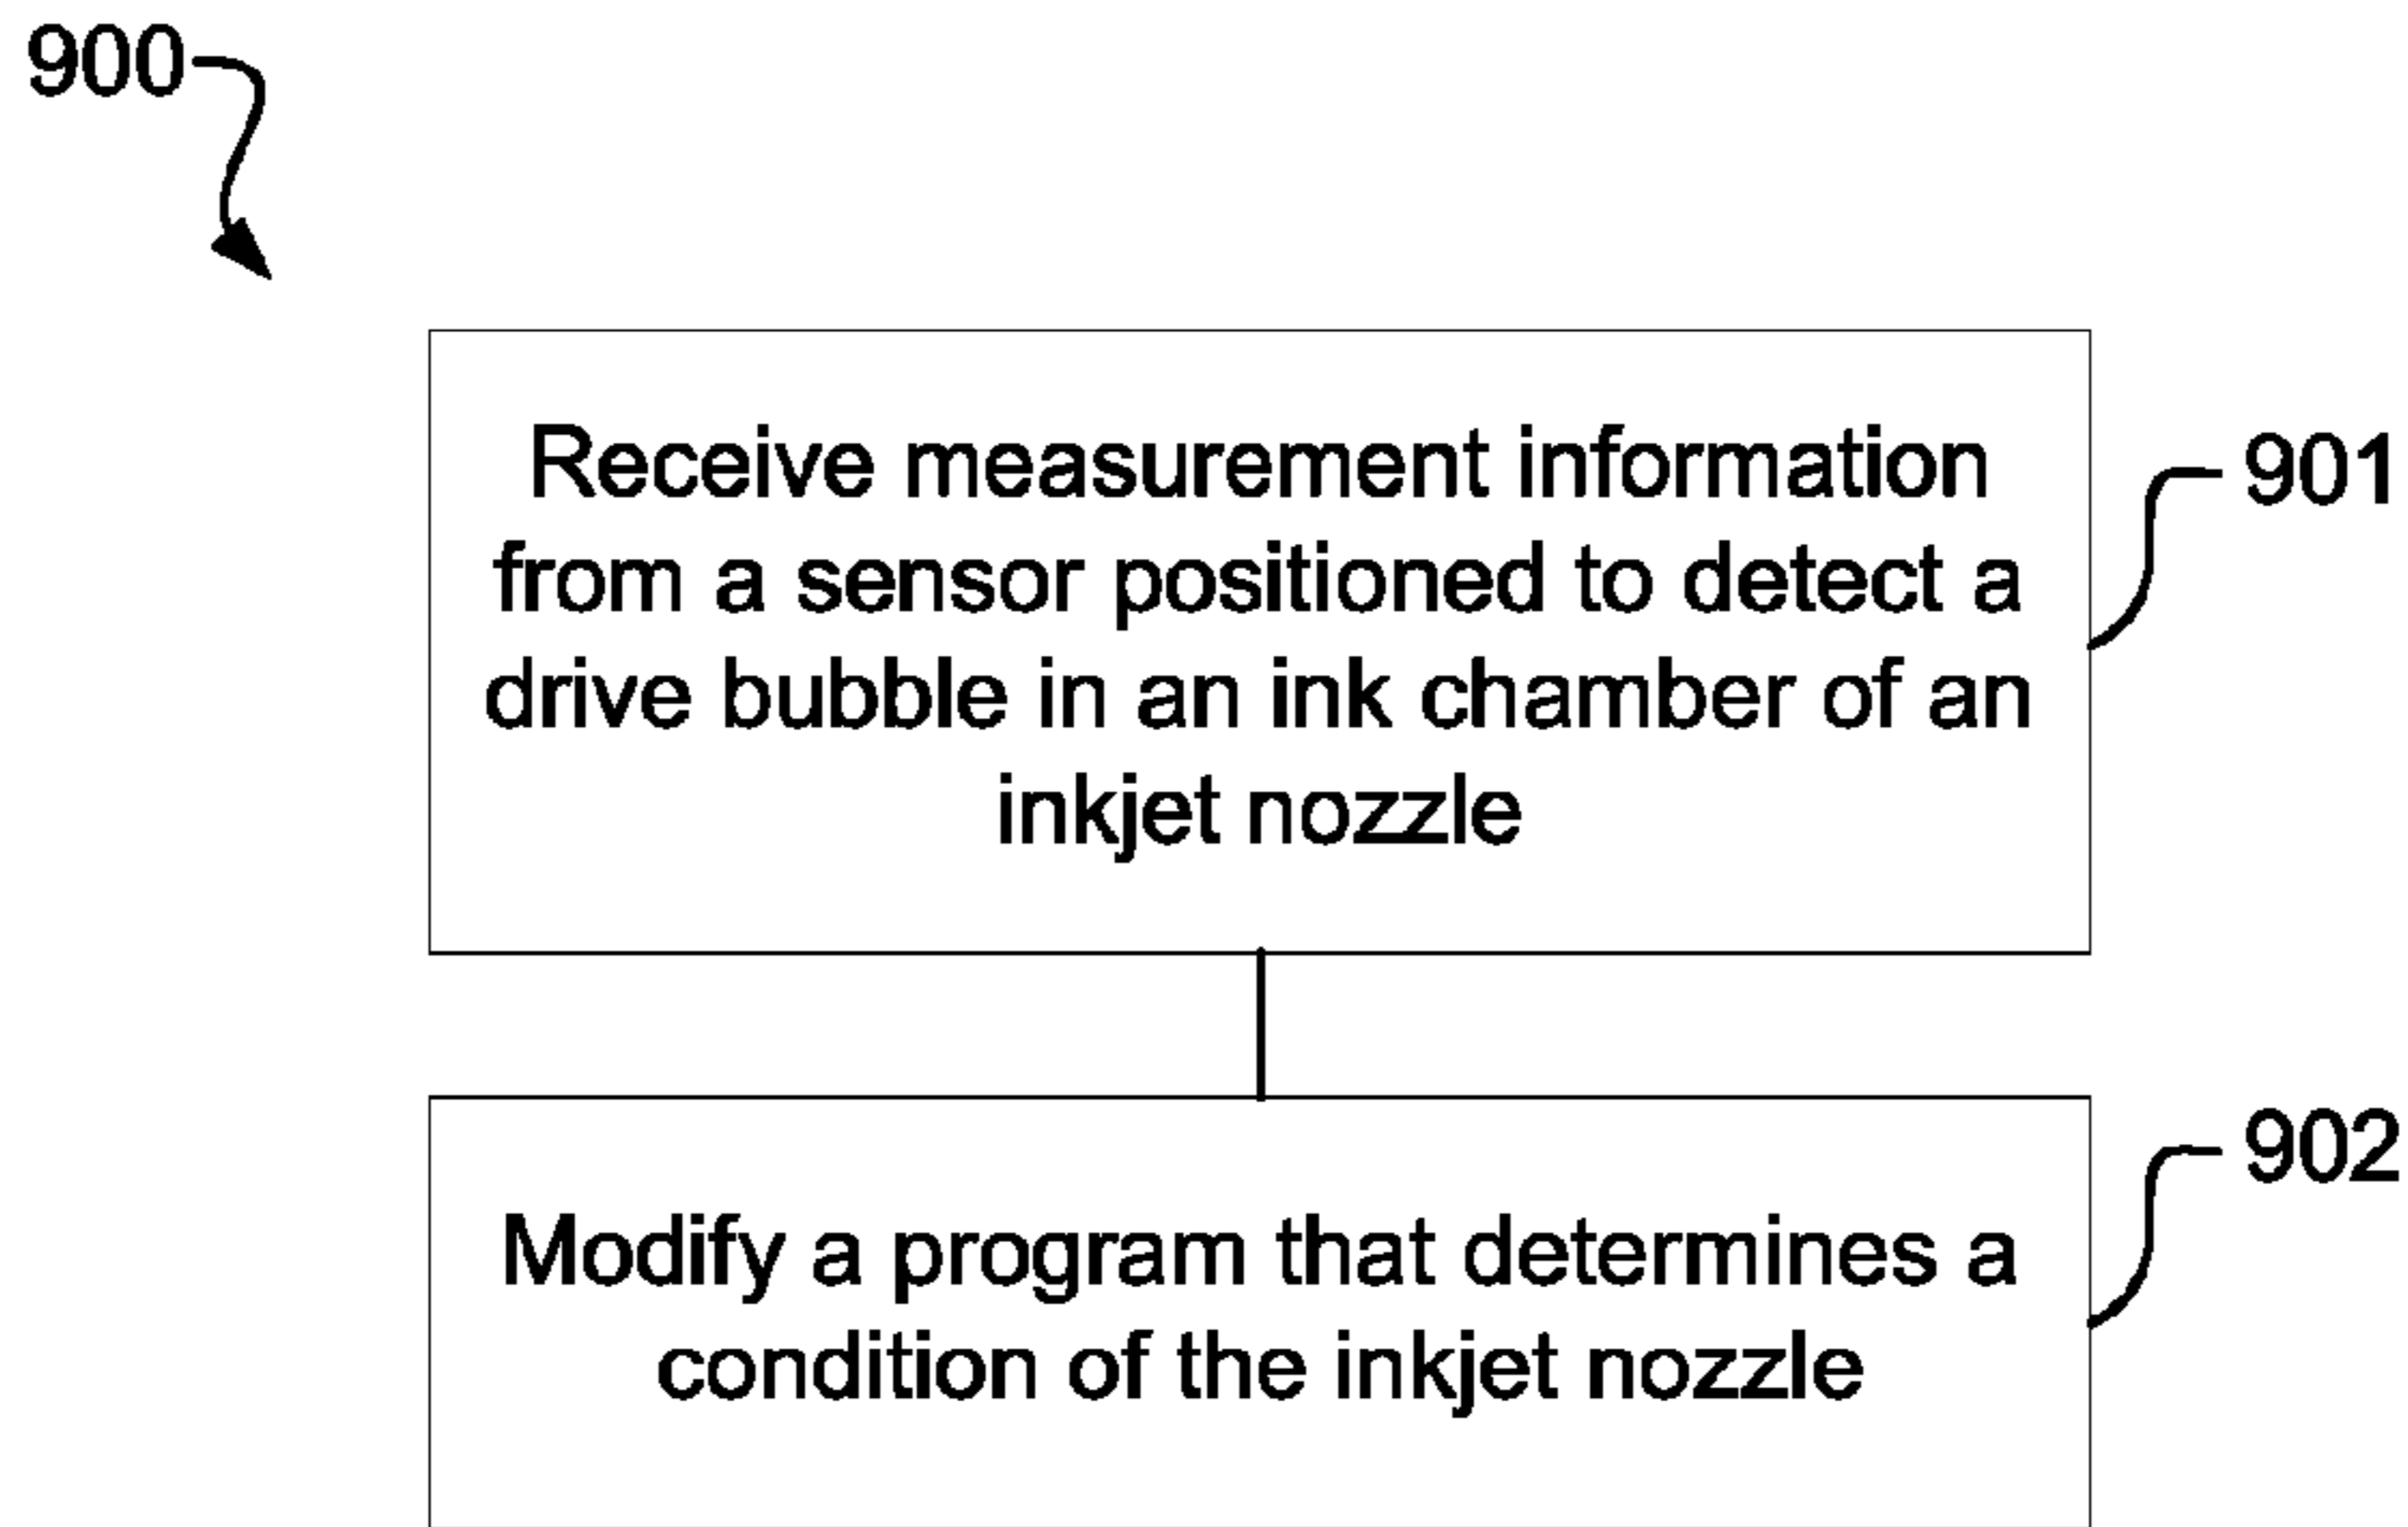 900
Receive measurement information
from a sensor positioned to detect a
drive bubble in an ink chamber of an
inkjet nozzle
901
Modify a program that determines a
condition of the inkjet nozzle
902